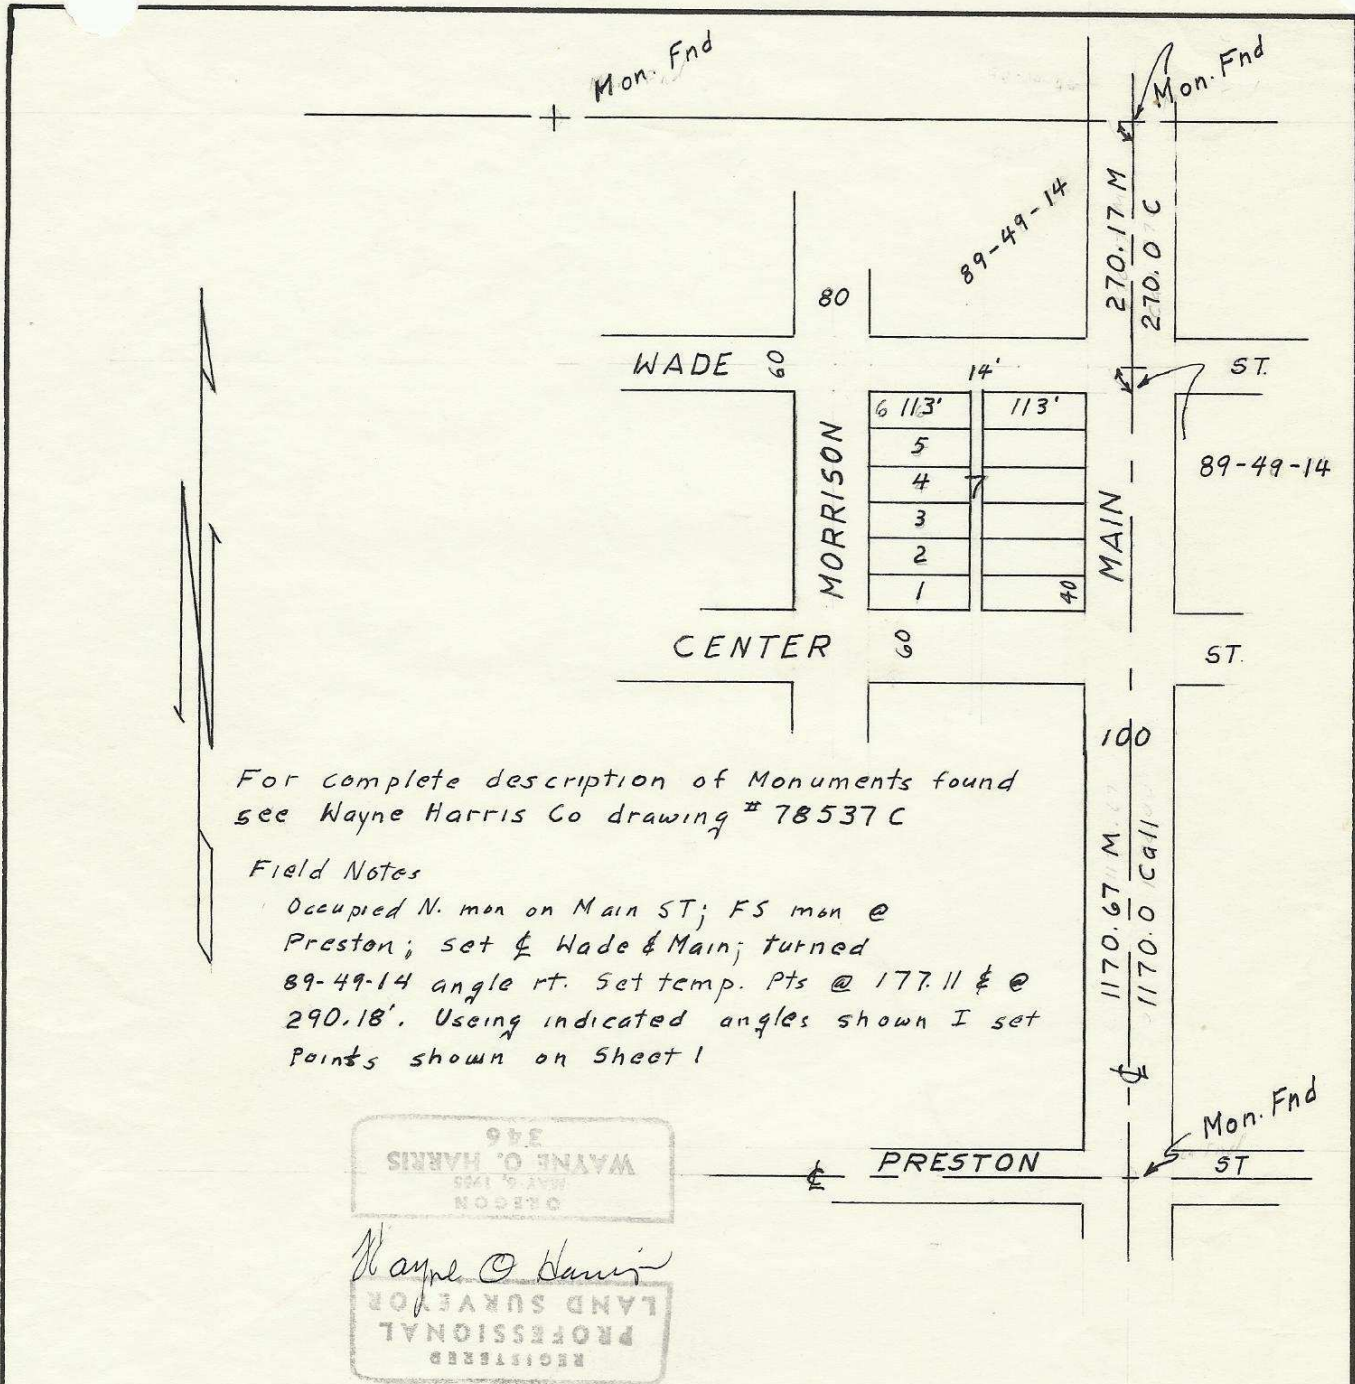 Mon. Fnd
Mon. Fnd
89-49-14
270.17 M
270.0 C
80
WADE
60
14'
ST.
6 113'
113'
5
4
7
3
2
1
40
MORRISON
MAIN
89-49-14
CENTER
60
ST.
100
For complete description of Monuments found
see Wayne Harris Co drawing # 78537 C
Field Notes
Occupied N. mon on Main ST; FS mon @
Preston; set ℄ Wade & Main; turned
89-49-14 angle rt. Set temp. Pts @ 177.11 & @
290.18'. Useing indicated angles shown I set
Points shown on Sheet 1
1170.67 M
1170.0 Call
℄
Mon. Fnd
℄ PRESTON
ST
REGISTERED
PROFESSIONAL
LAND SURVEYOR
Wayne O Harris
OREGON
MAY 6, 1955
WAYNE O. HARRIS
346